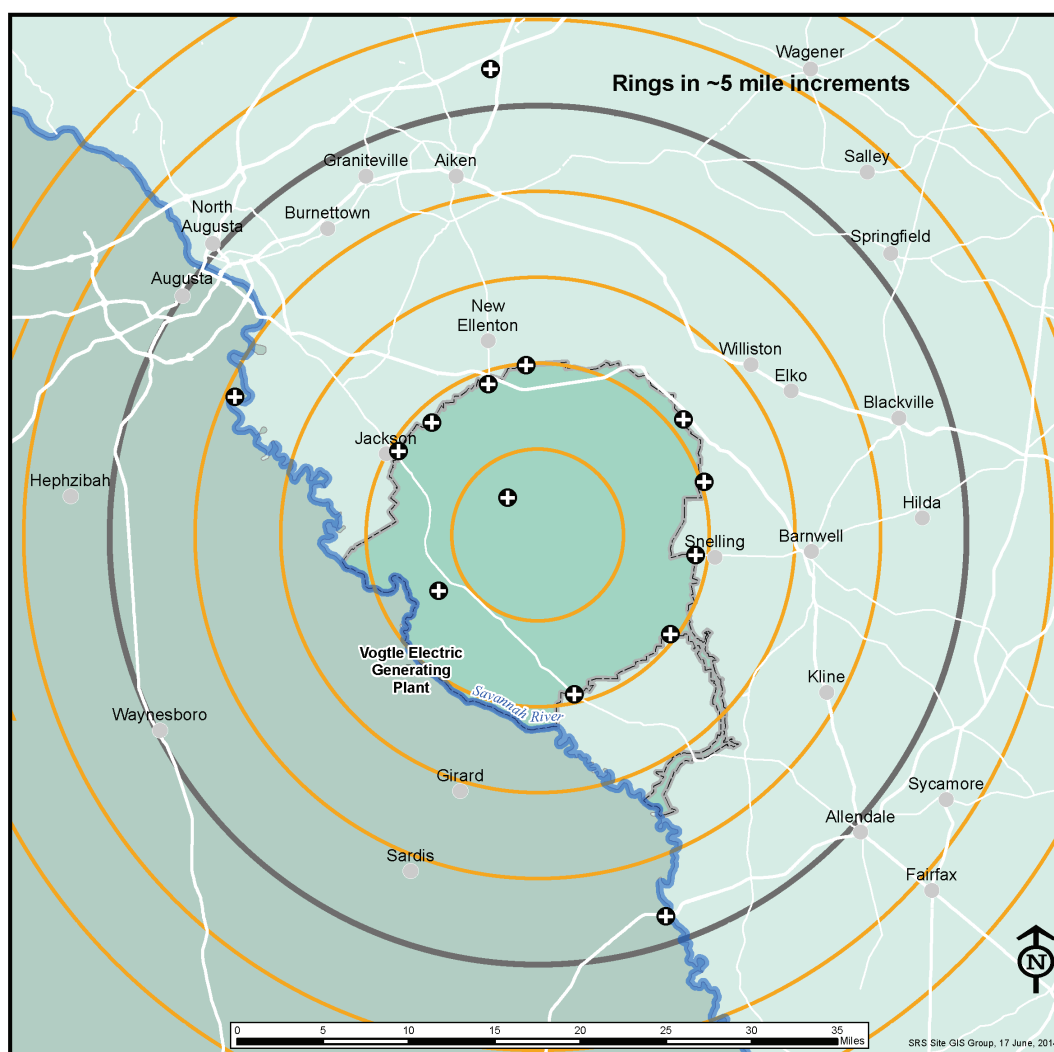 Wagener
Rings in ~5 mile increments
Graniteville
Aiken
Salley
North
Augusta
Burnettown
Springfield
Augusta
New
Ellenton
Williston
Elko
Blackville
Jackson
Hephzibah
Hilda
Snelling
Barnwell
Vogtle Electric
Generating
Plant
Kline
Savannah River
Waynesboro
Girard
Sycamore
Allendale
Sardis
Fairfax
N
0 5 10 15 20 25 30 35
Miles
SRS Site GIS Group, 17 June, 2014